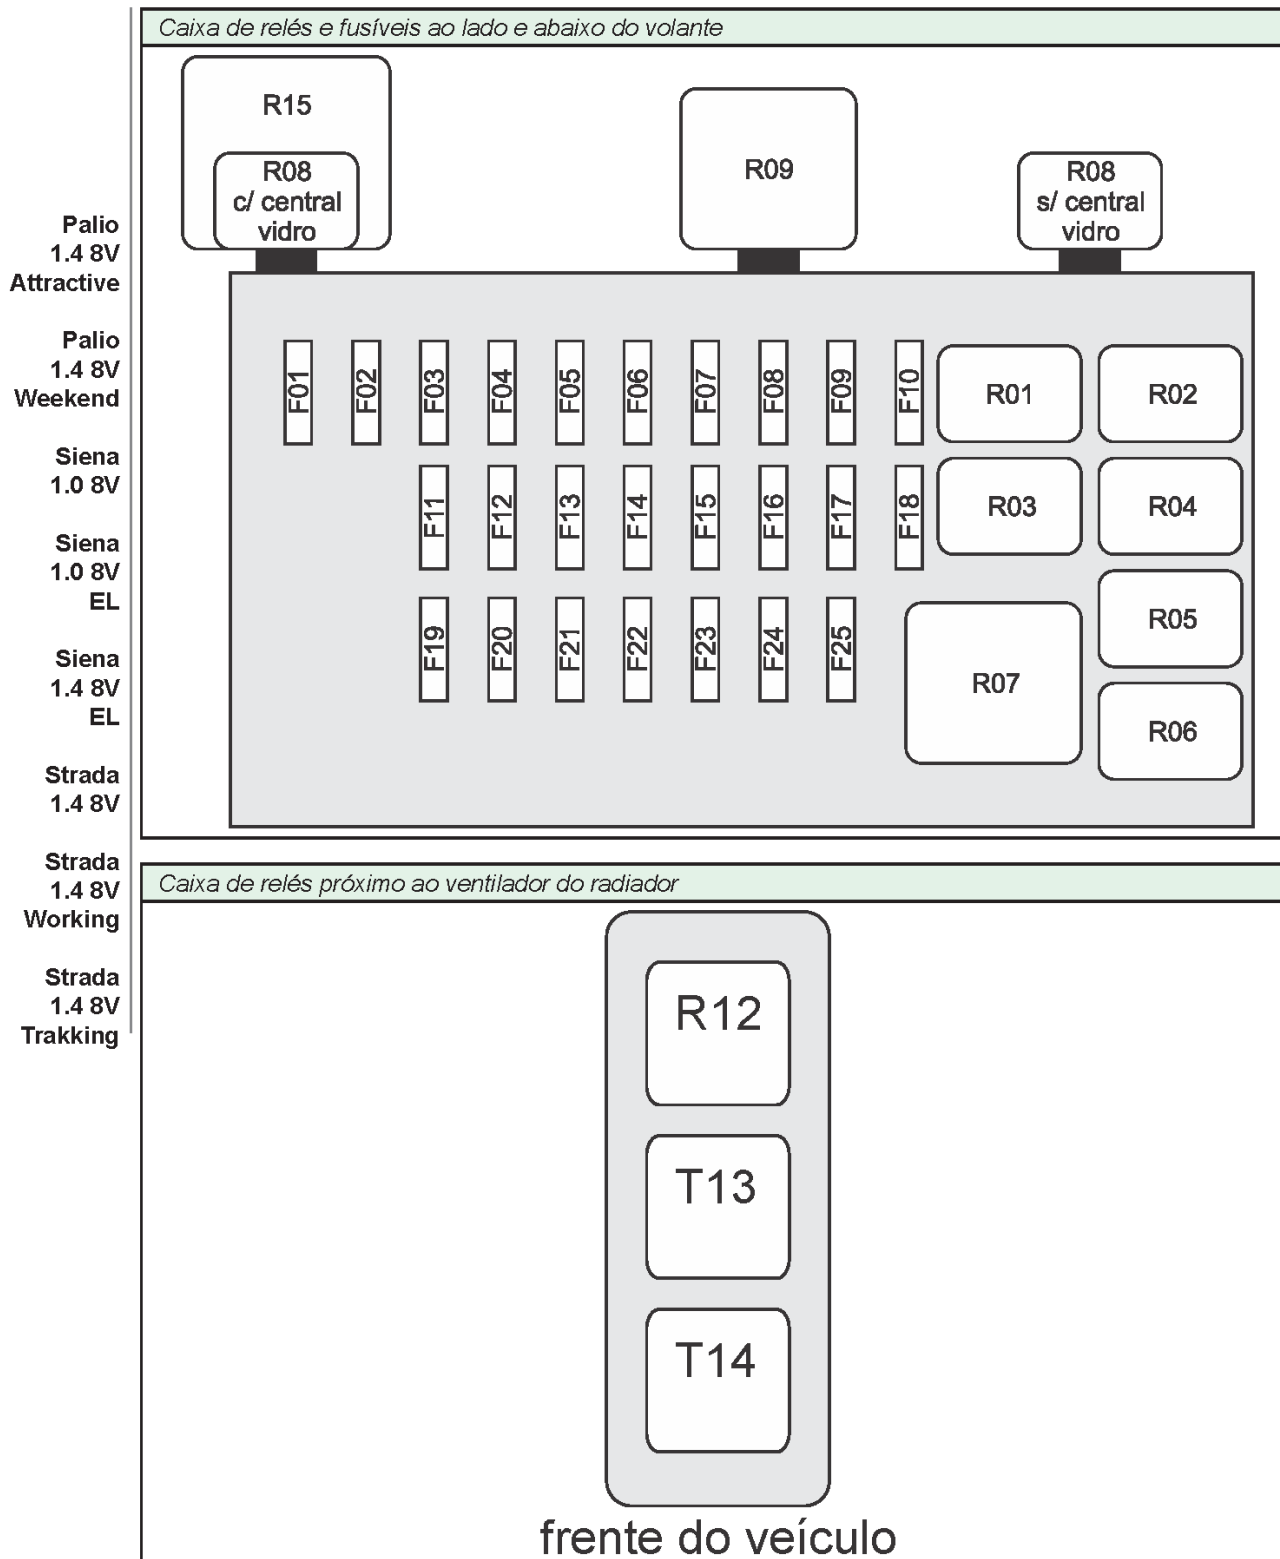 Caixa de relés e fusíveis ao lado e abaixo do volante
R15
R08
c/ central
vidro
R09
R08
s/ central
vidro
F01 F02 F03 F04 F05 F06 F07 F08 F09 F10 R01 R02
F11 F12 F13 F14 F15 F16 F17 F18 R03 R04
F19 F20 F21 F22 F23 F24 F25 R07 R05
R06
Palio
1.4 8V
Attractive
Palio
1.4 8V
Weekend
Siena
1.0 8V
Siena
1.0 8V
EL
Siena
1.4 8V
EL
Strada
1.4 8V
Strada
1.4 8V
Working
Strada
1.4 8V
Trakking
Caixa de relés próximo ao ventilador do radiador
R12
T13
T14
frente do veículo